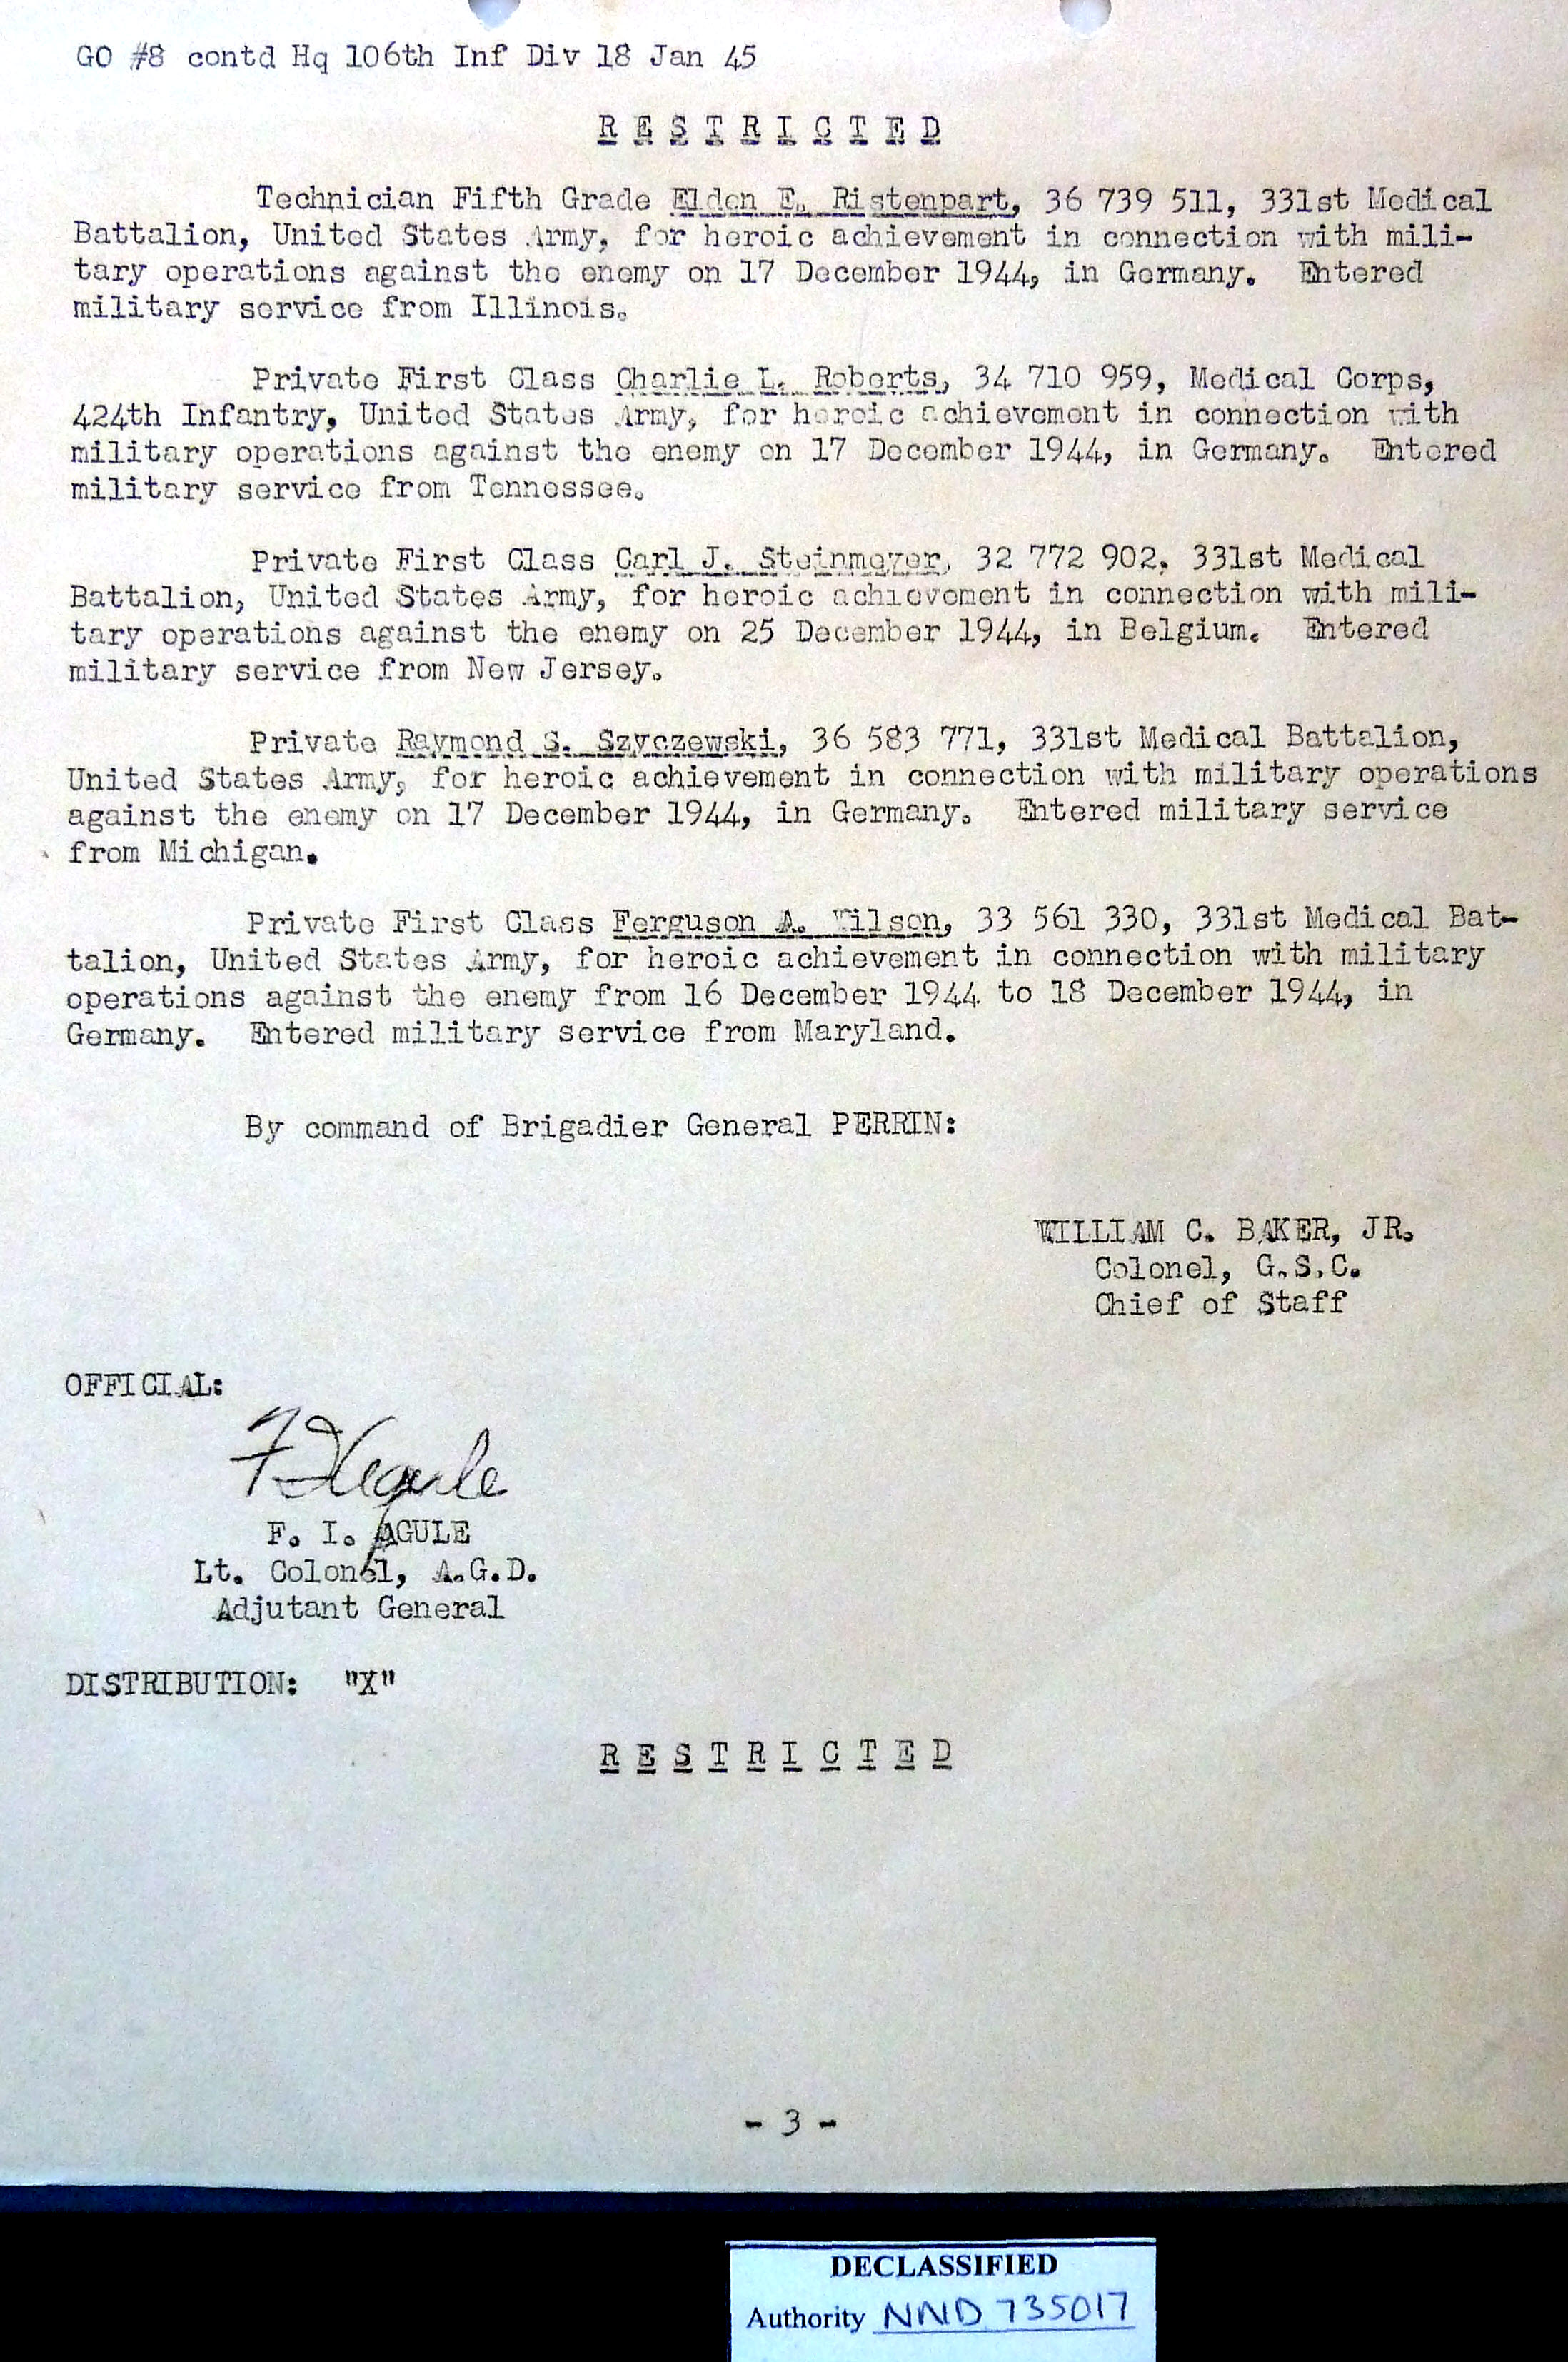 GO #8 contd Hq 106th Inf Div 18 Jan 45
R E S T R I C T E D
Technician Fifth Grade Eldon E. Ristenpart, 36 739 511, 331st Medical
Battalion, United States Army, for heroic achievement in connection with mili-
tary operations against the enemy on 17 December 1944, in Germany. Entered
military service from Illinois.
Private First Class Charlie L. Roberts, 34 710 959, Medical Corps,
424th Infantry, United States Army, for heroic achievement in connection with
military operations against the enemy on 17 December 1944, in Germany. Entered
military service from Tennessee.
Private First Class Carl J. Steinmeyer, 32 772 902, 331st Medical
Battalion, United States Army, for heroic achievement in connection with mili-
tary operations against the enemy on 25 December 1944, in Belgium. Entered
military service from New Jersey.
Private Raymond S. Szyczewski, 36 583 771, 331st Medical Battalion,
United States Army, for heroic achievement in connection with military operations
against the enemy on 17 December 1944, in Germany. Entered military service
from Michigan.
Private First Class Ferguson A. Wilson, 33 561 330, 331st Medical Bat-
talion, United States Army, for heroic achievement in connection with military
operations against the enemy from 16 December 1944 to 18 December 1944, in
Germany. Entered military service from Maryland.
By command of Brigadier General PERRIN:
WILLIAM C. BAKER, JR.
Colonel, G.S.C.
Chief of Staff
OFFICIAL:
F I Agule
F. I. AGULE
Lt. Colonel, A.G.D.
Adjutant General
DISTRIBUTION: "X"
R E S T R I C T E D
- 3 -
DECLASSIFIED
Authority NND 735017